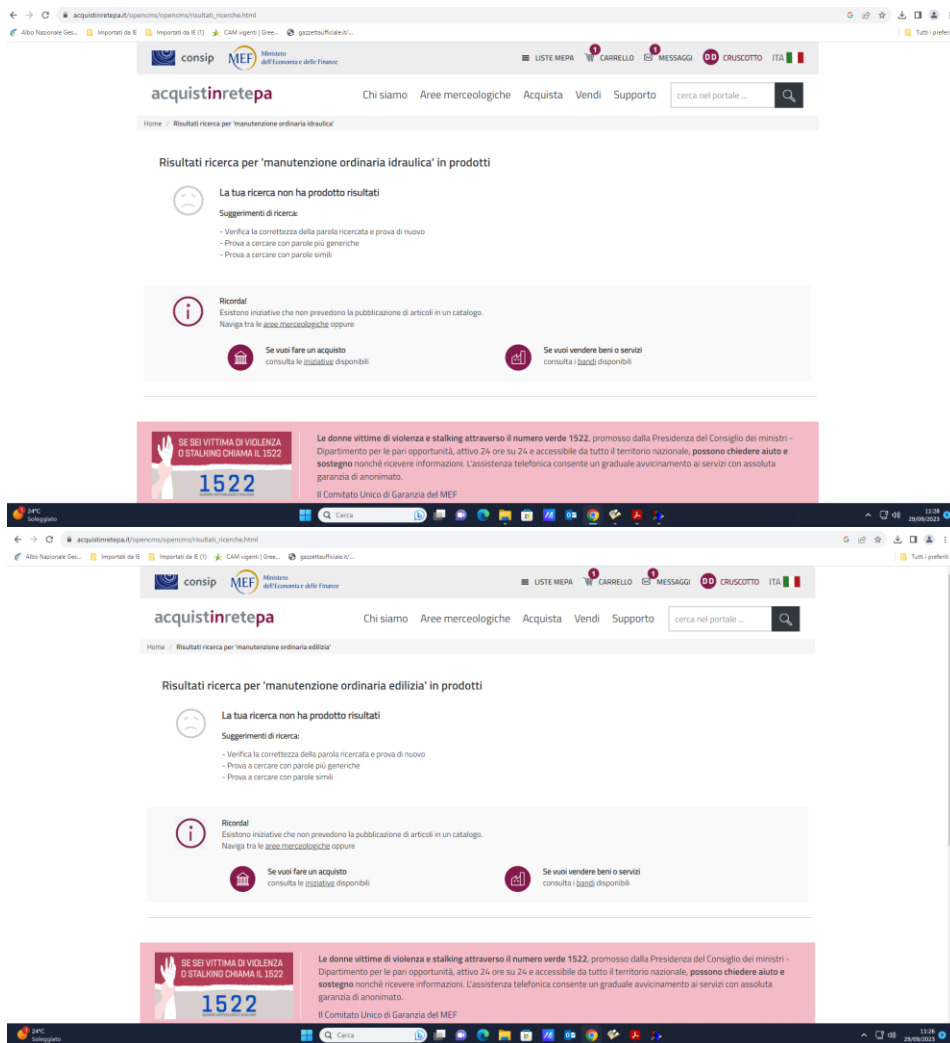 acquistinretepa.it/opencms/opencms/risultati_ricerche.html
Albo Nazionale Ges... Importati da IE Importati da IE (1) CAM vigenti | Gree... gazzettaufficiale.it/... Tutti i preferiti
consip MEF Ministero dell'Economia e delle Finanze LISTE MEPA 1 CARRELLO 1 MESSAGGI DD CRUSCOTTO ITA
acquistinretepa Chi siamo Aree merceologiche Acquista Vendi Supporto cerca nel portale ...
Home / Risultati ricerca per 'manutenzione ordinaria idraulica'
Risultati ricerca per 'manutenzione ordinaria idraulica' in prodotti
La tua ricerca non ha prodotto risultati
Suggerimenti di ricerca:
- Verifica la correttezza della parola ricercata e prova di nuovo
- Prova a cercare con parole più generiche
- Prova a cercare con parole simili
Ricorda!
Esistono iniziative che non prevedono la pubblicazione di articoli in un catalogo.
Naviga tra le aree merceologiche oppure
Se vuoi fare un acquisto
consulta le iniziative disponibili
Se vuoi vendere beni o servizi
consulta i bandi disponibili
SE SEI VITTIMA DI VIOLENZA
O STALKING CHIAMA IL 1522
1522
Le donne vittime di violenza e stalking attraverso il numero verde 1522, promosso dalla Presidenza del Consiglio dei ministri -
Dipartimento per le pari opportunità, attivo 24 ore su 24 e accessibile da tutto il territorio nazionale, possono chiedere aiuto e
sostegno nonché ricevere informazioni. L'assistenza telefonica consente un graduale avvicinamento ai servizi con assoluta
garanzia di anonimato.
Il Comitato Unico di Garanzia del MEF
24°C
Soleggiato
Cerca
11:28
29/09/2023
acquistinretepa.it/opencms/opencms/risultati_ricerche.html
Albo Nazionale Ges... Importati da IE Importati da IE (1) CAM vigenti | Gree... gazzettaufficiale.it/... Tutti i preferiti
consip MEF Ministero dell'Economia e delle Finanze LISTE MEPA 1 CARRELLO 1 MESSAGGI DD CRUSCOTTO ITA
acquistinretepa Chi siamo Aree merceologiche Acquista Vendi Supporto cerca nel portale ...
Home / Risultati ricerca per 'manutenzione ordinaria edilizia'
Risultati ricerca per 'manutenzione ordinaria edilizia' in prodotti
La tua ricerca non ha prodotto risultati
Suggerimenti di ricerca:
- Verifica la correttezza della parola ricercata e prova di nuovo
- Prova a cercare con parole più generiche
- Prova a cercare con parole simili
Ricorda!
Esistono iniziative che non prevedono la pubblicazione di articoli in un catalogo.
Naviga tra le aree merceologiche oppure
Se vuoi fare un acquisto
consulta le iniziative disponibili
Se vuoi vendere beni o servizi
consulta i bandi disponibili
SE SEI VITTIMA DI VIOLENZA
O STALKING CHIAMA IL 1522
1522
Le donne vittime di violenza e stalking attraverso il numero verde 1522, promosso dalla Presidenza del Consiglio dei ministri -
Dipartimento per le pari opportunità, attivo 24 ore su 24 e accessibile da tutto il territorio nazionale, possono chiedere aiuto e
sostegno nonché ricevere informazioni. L'assistenza telefonica consente un graduale avvicinamento ai servizi con assoluta
garanzia di anonimato.
Il Comitato Unico di Garanzia del MEF
24°C
Soleggiato
Cerca
11:26
29/09/2023